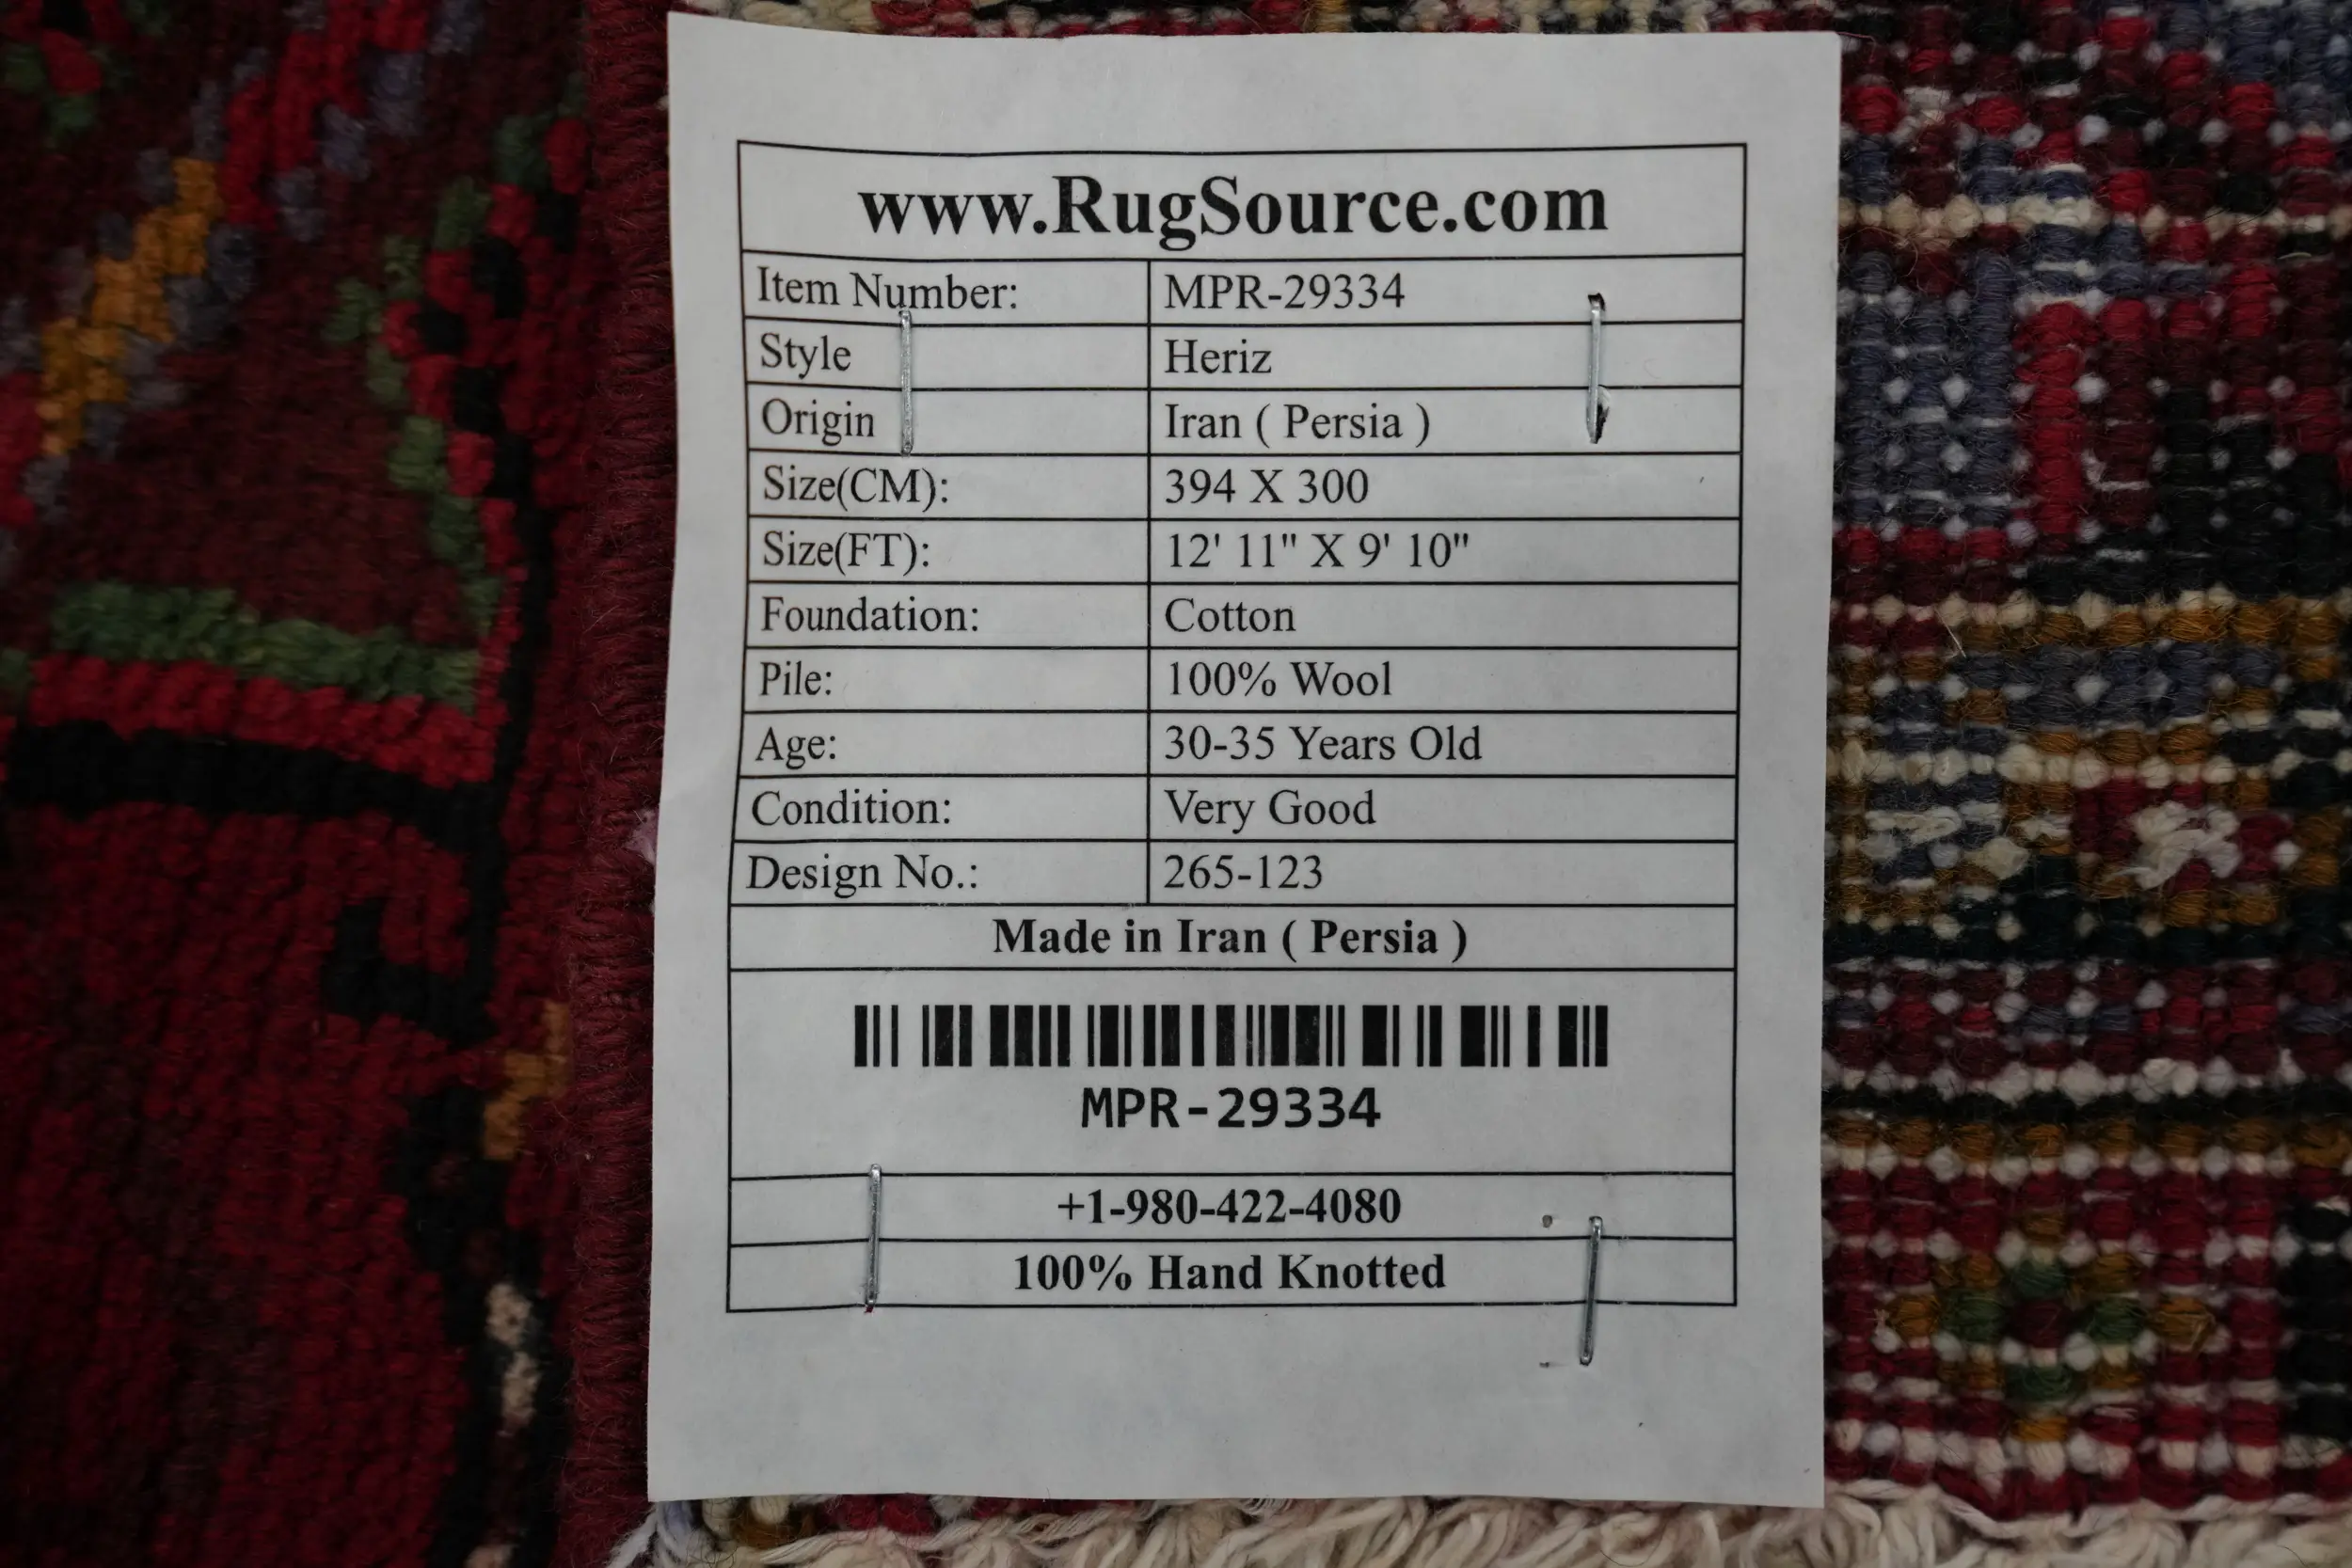 www.RugSource.com
Item Number: MPR-29334
Style Heriz
Origin Iran ( Persia )
Size(CM): 394 X 300
Size(FT): 12' 11" X 9' 10"
Foundation: Cotton
Pile: 100% Wool
Age: 30-35 Years Old
Condition: Very Good
Design No.: 265-123
Made in Iran ( Persia )
MPR-29334
+1-980-422-4080
100% Hand Knotted